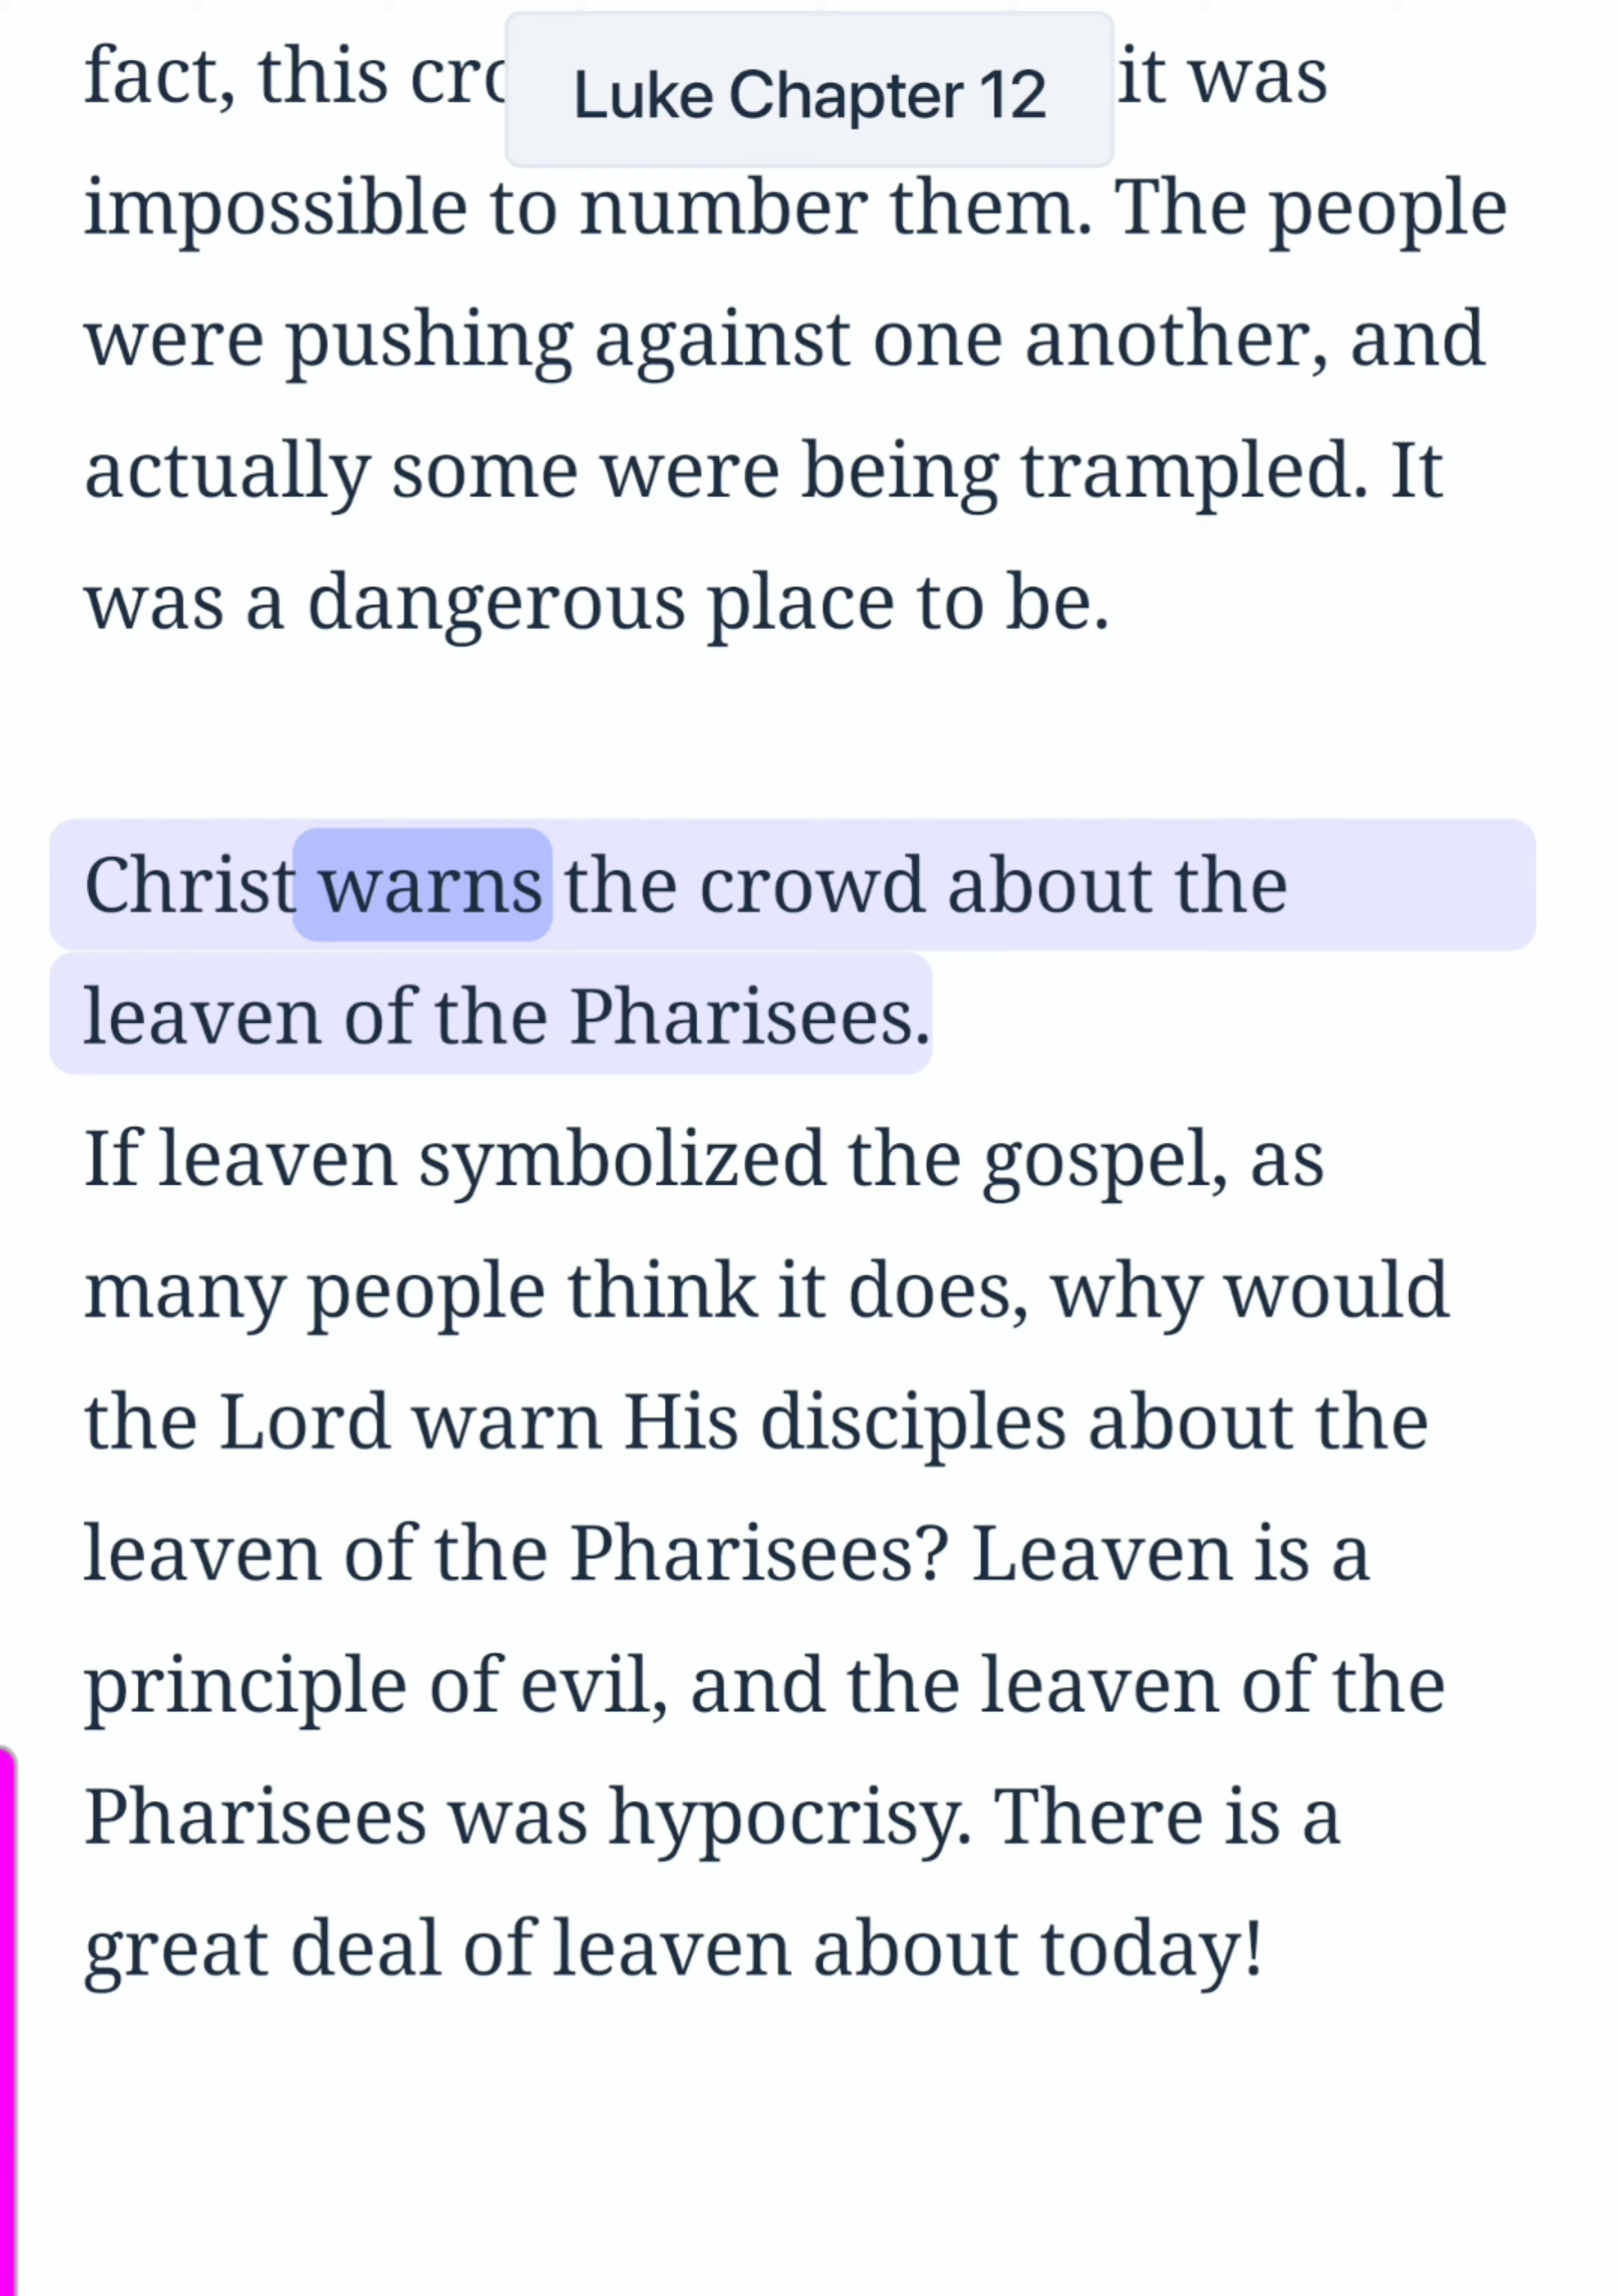 Luke Chapter 12
fact, this it was
impossible to number them. The people
were pushing against one another, and
actually some were being trampled. It
was a dangerous place to be.
Christ warns the crowd about the
leaven of the Pharisees.
If leaven symbolized the gospel, as
many people think it does, why would
the Lord warn His disciples about the
leaven of the Pharisees? Leaven is a
principle of evil, and the leaven of the
Pharisees was hypocrisy. There is a
great deal of leaven about today!